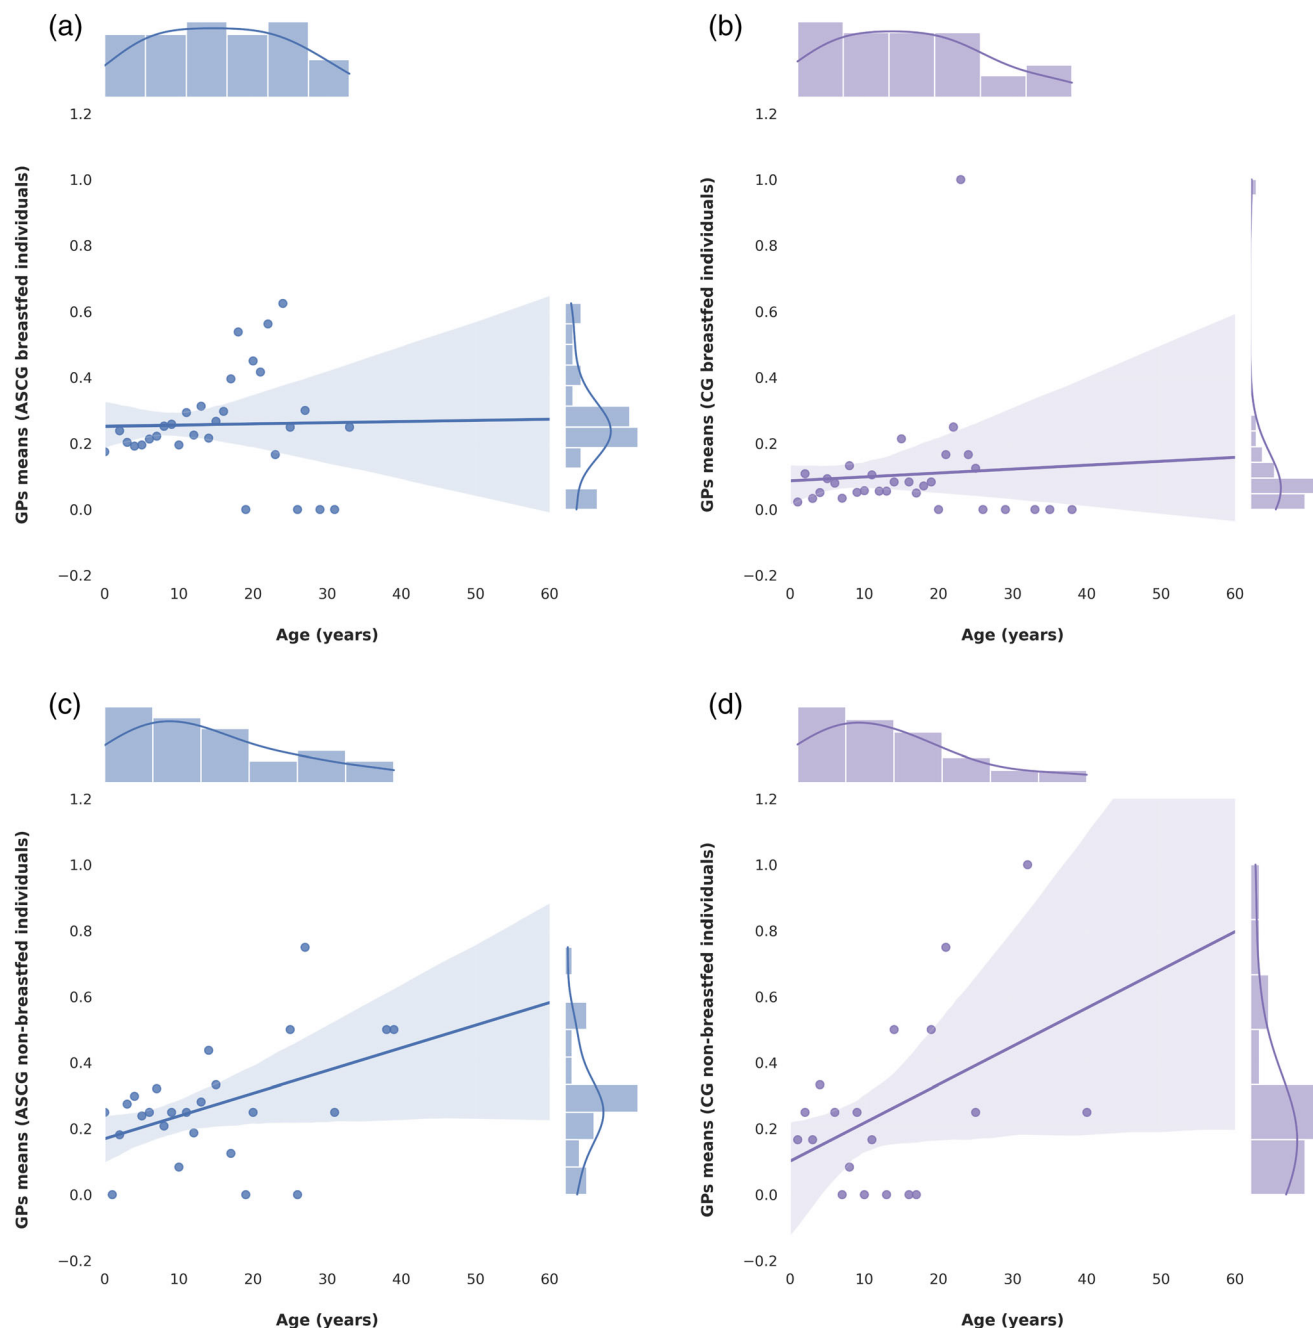 (a)
1.2
1.0
0.8
0.6
0.4
0.2
0.0
−0.2
GPs means (ASCG breastfed individuals)
0 10 20 30 40 50 60
Age (years)
(b)
1.2
1.0
0.8
0.6
0.4
0.2
0.0
−0.2
GPs means (CG breastfed individuals)
0 10 20 30 40 50 60
Age (years)
(c)
1.2
1.0
0.8
0.6
0.4
0.2
0.0
−0.2
GPs means (ASCG non-breastfed individuals)
0 10 20 30 40 50 60
Age (years)
(d)
1.2
1.0
0.8
0.6
0.4
0.2
0.0
−0.2
GPs means (CG non-breastfed individuals)
0 10 20 30 40 50 60
Age (years)